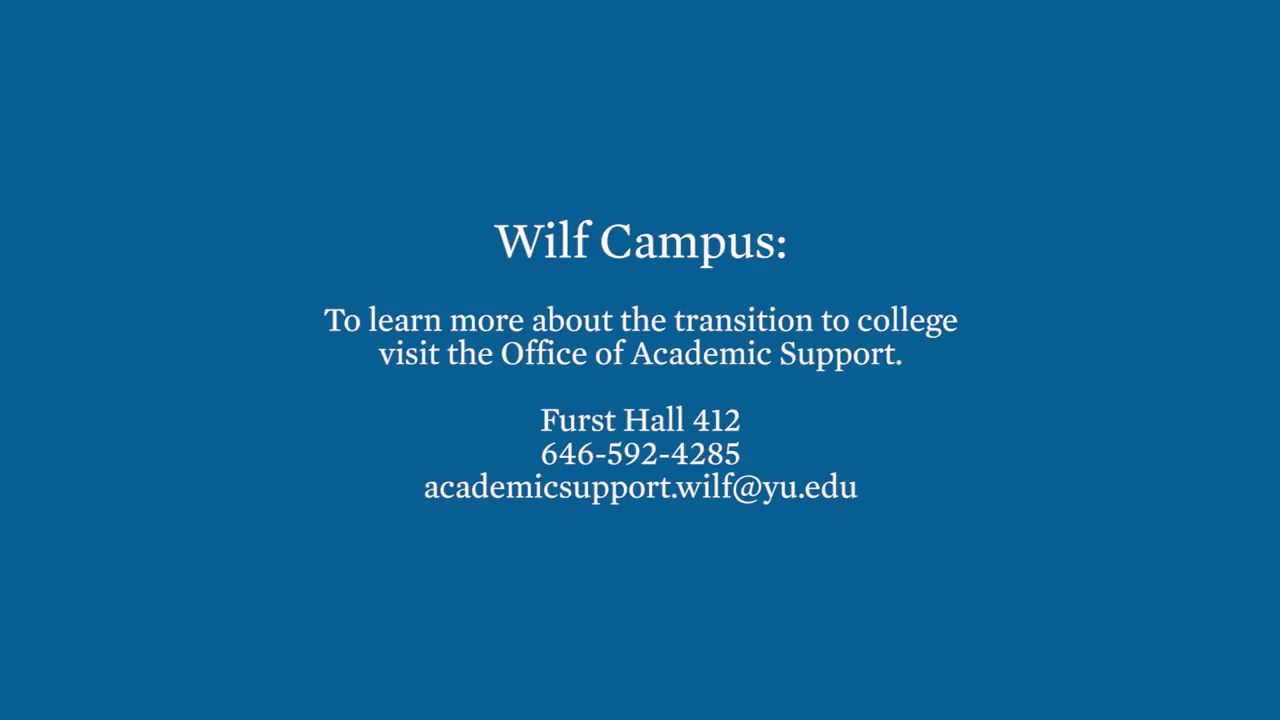 Wilf Campus:
To learn more about the transition to college
visit the Office of Academic Support.
Furst Hall 412
646-592-4285
academicsupport.wilf@yu.edu